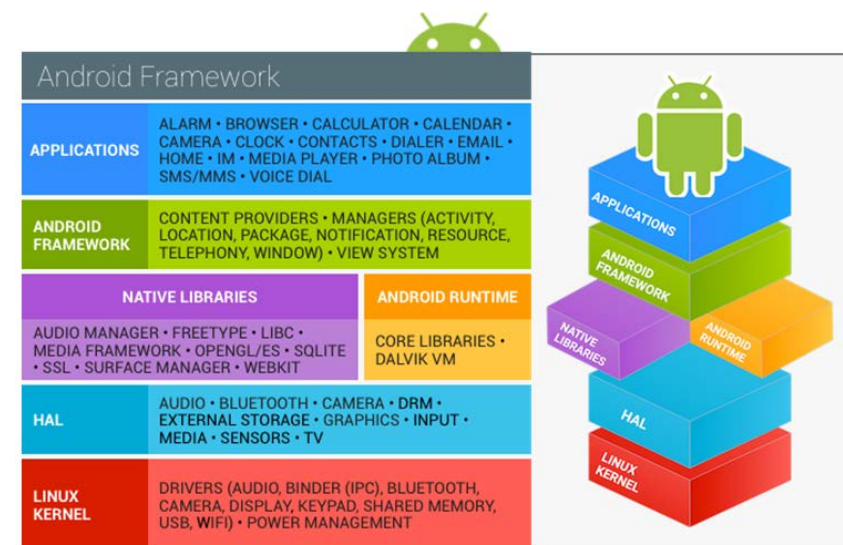 Android Framework
APPLICATIONS
ALARM • BROWSER • CALCULATOR • CALENDAR •
CAMERA • CLOCK • CONTACTS • DIALER • EMAIL •
HOME • IM • MEDIA PLAYER • PHOTO ALBUM •
SMS/MMS • VOICE DIAL
ANDROID
FRAMEWORK
CONTENT PROVIDERS • MANAGERS (ACTIVITY,
LOCATION, PACKAGE, NOTIFICATION, RESOURCE,
TELEPHONY, WINDOW) • VIEW SYSTEM
NATIVE LIBRARIES
AUDIO MANAGER • FREETYPE • LIBC •
MEDIA FRAMEWORK • OPENGL/ES • SQLITE
• SSL • SURFACE MANAGER • WEBKIT
ANDROID RUNTIME
CORE LIBRARIES •
DALVIK VM
HAL
AUDIO • BLUETOOTH • CAMERA • DRM •
EXTERNAL STORAGE • GRAPHICS • INPUT •
MEDIA • SENSORS • TV
LINUX
KERNEL
DRIVERS (AUDIO, BINDER (IPC), BLUETOOTH,
CAMERA, DISPLAY, KEYPAD, SHARED MEMORY,
USB, WIFI) • POWER MANAGEMENT
APPLICATIONS
ANDROID
FRAMEWORK
NATIVE
LIBRARIES
ANDROID
RUNTIME
HAL
LINUX
KERNEL